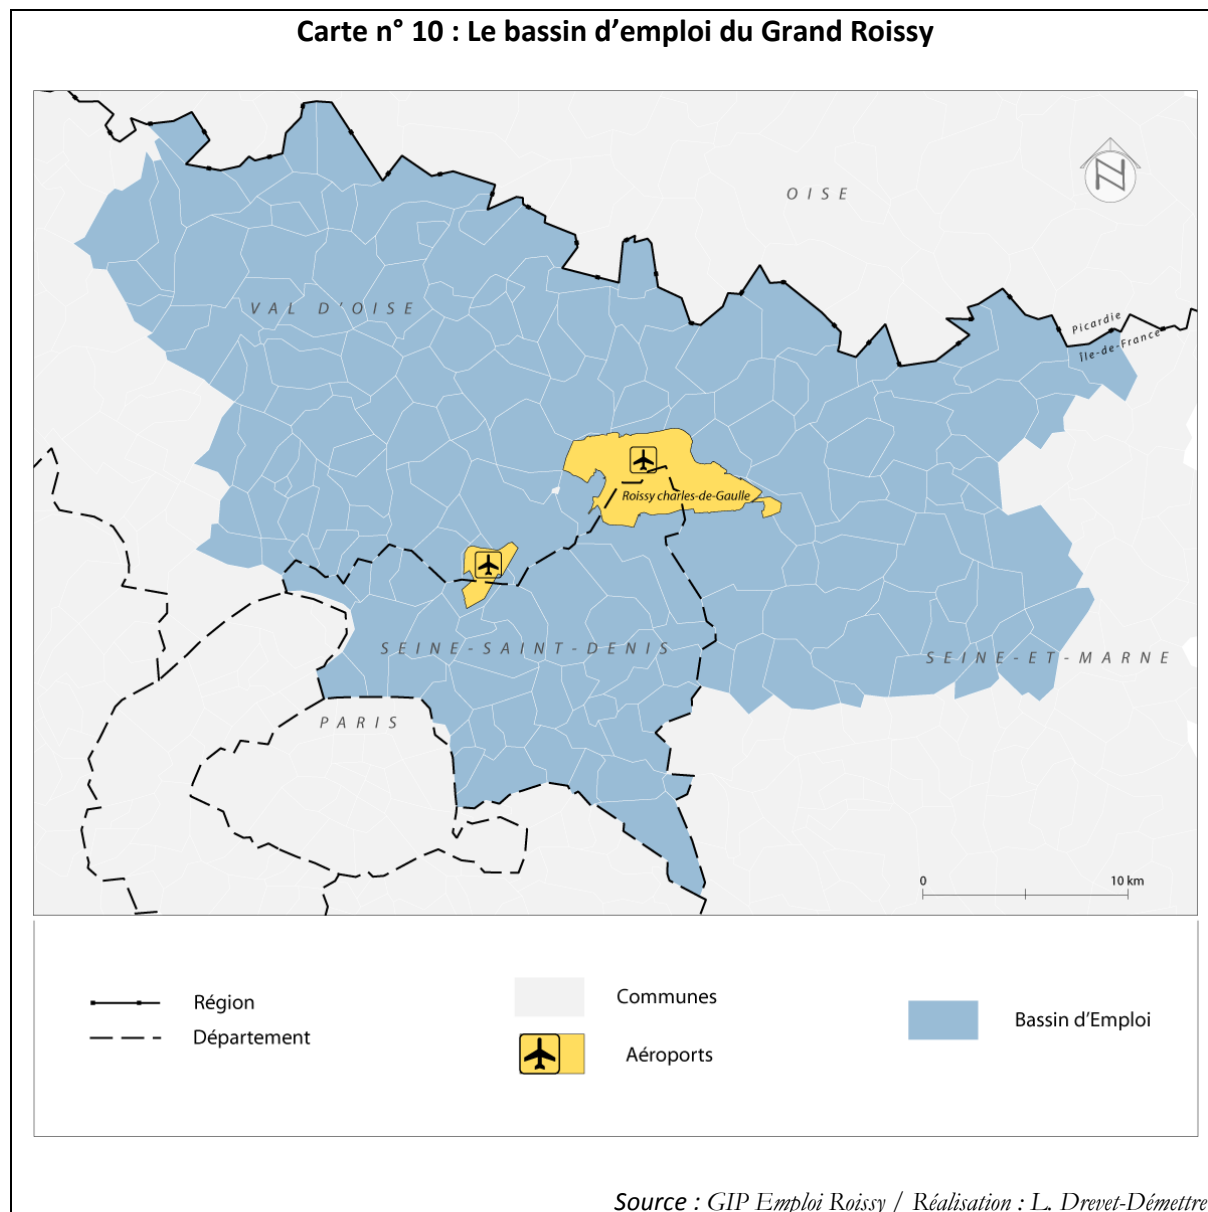 Carte n° 10 : Le bassin d'emploi du Grand Roissy
OISE
VAL D'OISE
Picardie
Île-de-France
Roissy charles-de-Gaulle
SEINE-SAINT-DENIS
SEINE-ET-MARNE
PARIS
0 10 km
Région
Département
Communes
Aéroports
Bassin d'Emploi
Source : GIP Emploi Roissy / Réalisation : L. Drevet-Démettre